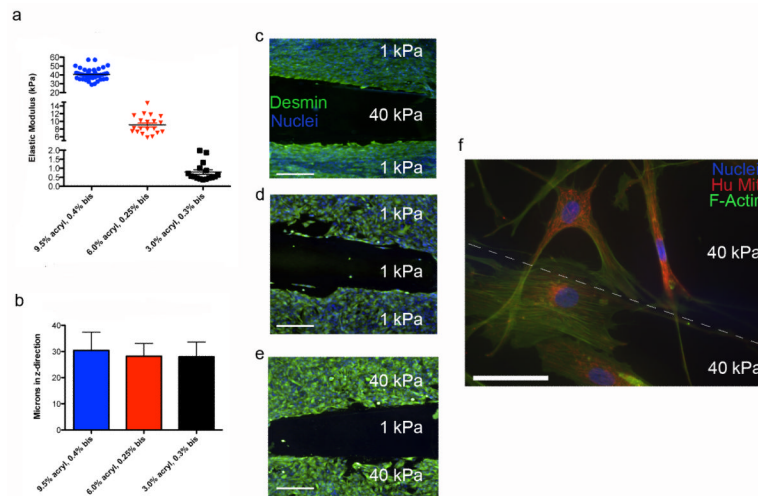 a
Elastic Modulus (kPa)
60
50
40
30
20
14
12
10
8
6
2.0
1.5
1.0
0.5
0.0
9.5% acryl, 0.4% bis
6.0% acryl, 0.25% bis
3.0% acryl, 0.3% bis
b
Microns in z-direction
40
30
20
10
0
9.5% acryl, 0.4% bis
6.0% acryl, 0.25% bis
3.0% acryl, 0.3% bis
c
1 kPa
Desmin
Nuclei
40 kPa
1 kPa
d
1 kPa
1 kPa
1 kPa
e
40 kPa
1 kPa
40 kPa
f
Nuclei
Hu Mit
F-Actin
40 kPa
40 kPa